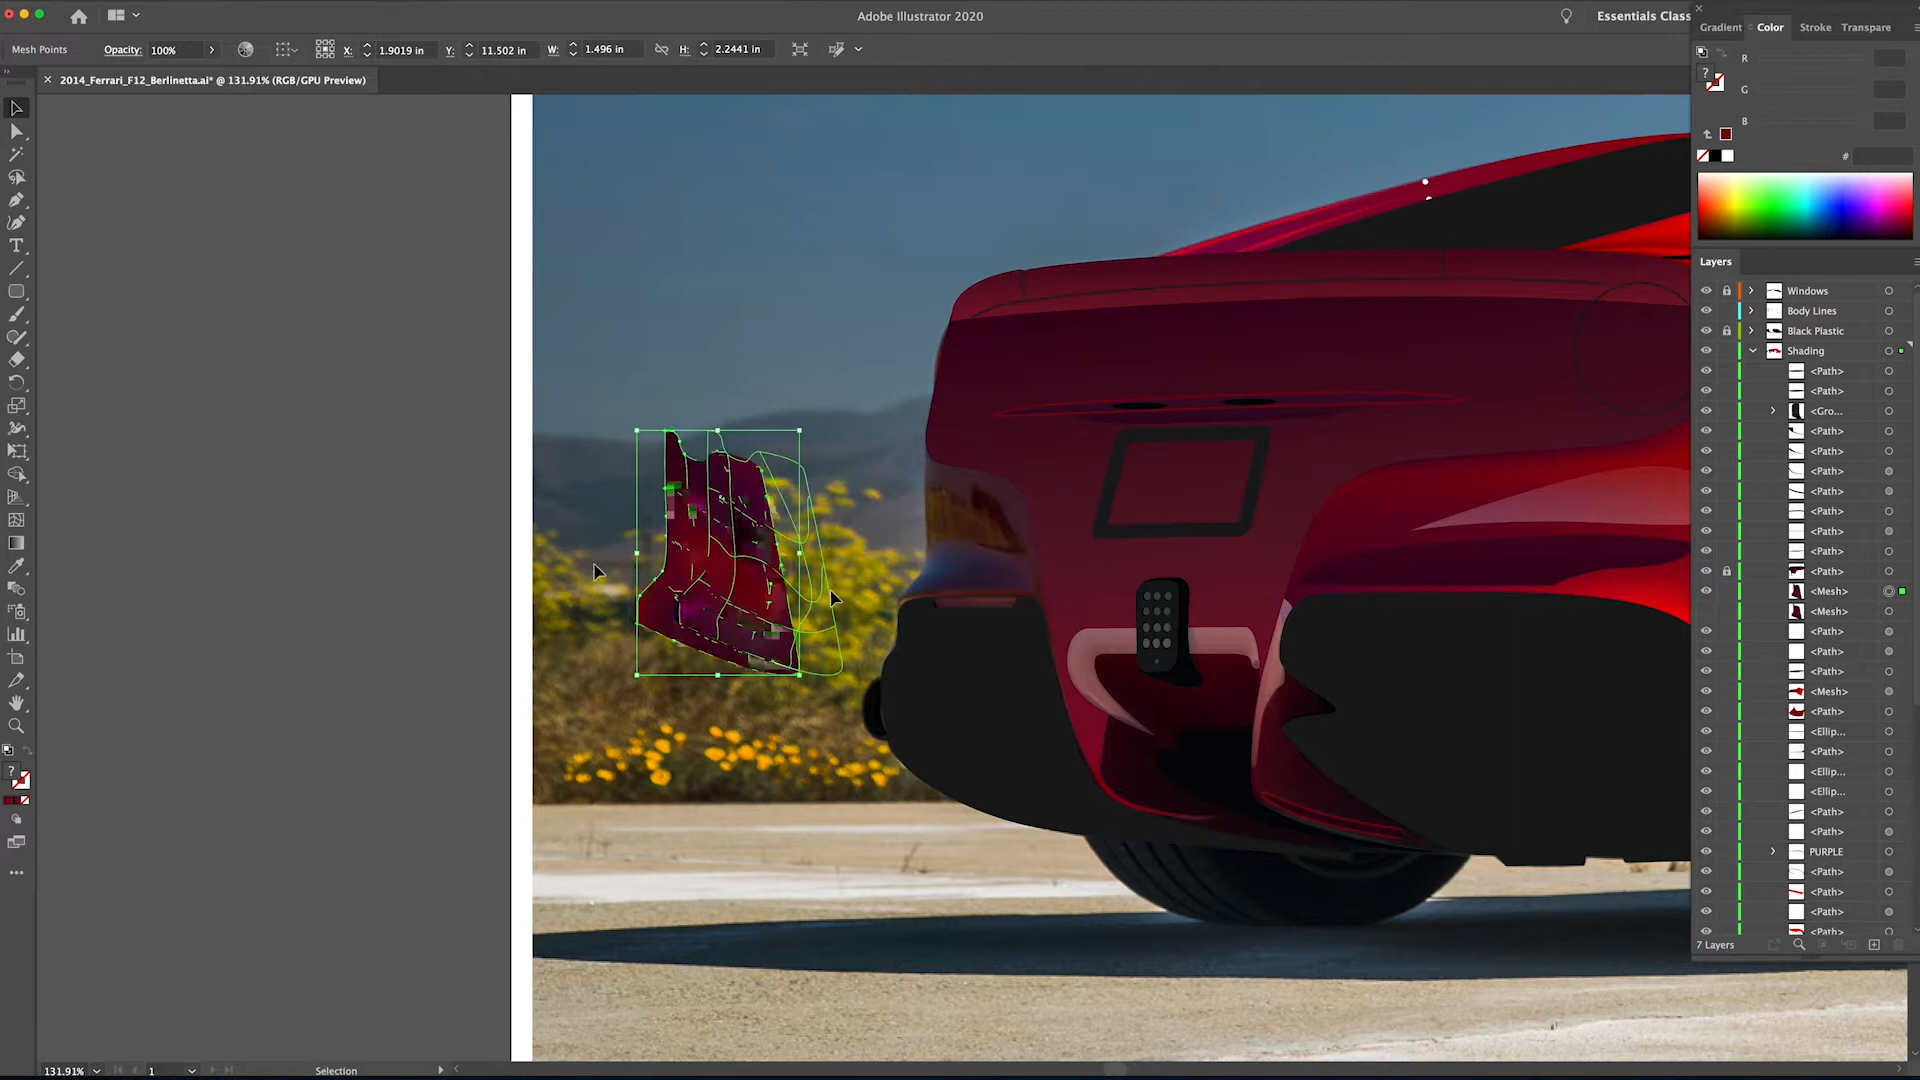 Adobe Illustrator 2020
Essentials Class
Mesh Points
Opacity: 100%
X: 1.9019 in
Y: 11.502 in
W: 1.496 in
H: 2.2441 in
2014_Ferrari_F12_Berlinetta.ai* @ 131.91% (RGB/GPU Preview)
Gradient Color Stroke Transpare
R
G
B
#
Layers
Windows
Body Lines
Black Plastic
Shading
<Path>
<Path>
<Gro...
<Path>
<Path>
<Path>
<Path>
<Path>
<Path>
<Path>
<Path>
<Mesh>
<Mesh>
<Path>
<Path>
<Path>
<Mesh>
<Path>
<Ellip...
<Path>
<Ellip...
<Ellip...
<Path>
<Path>
PURPLE
<Path>
<Path>
<Path>
<Path>
7 Layers
131.91%
1
Selection